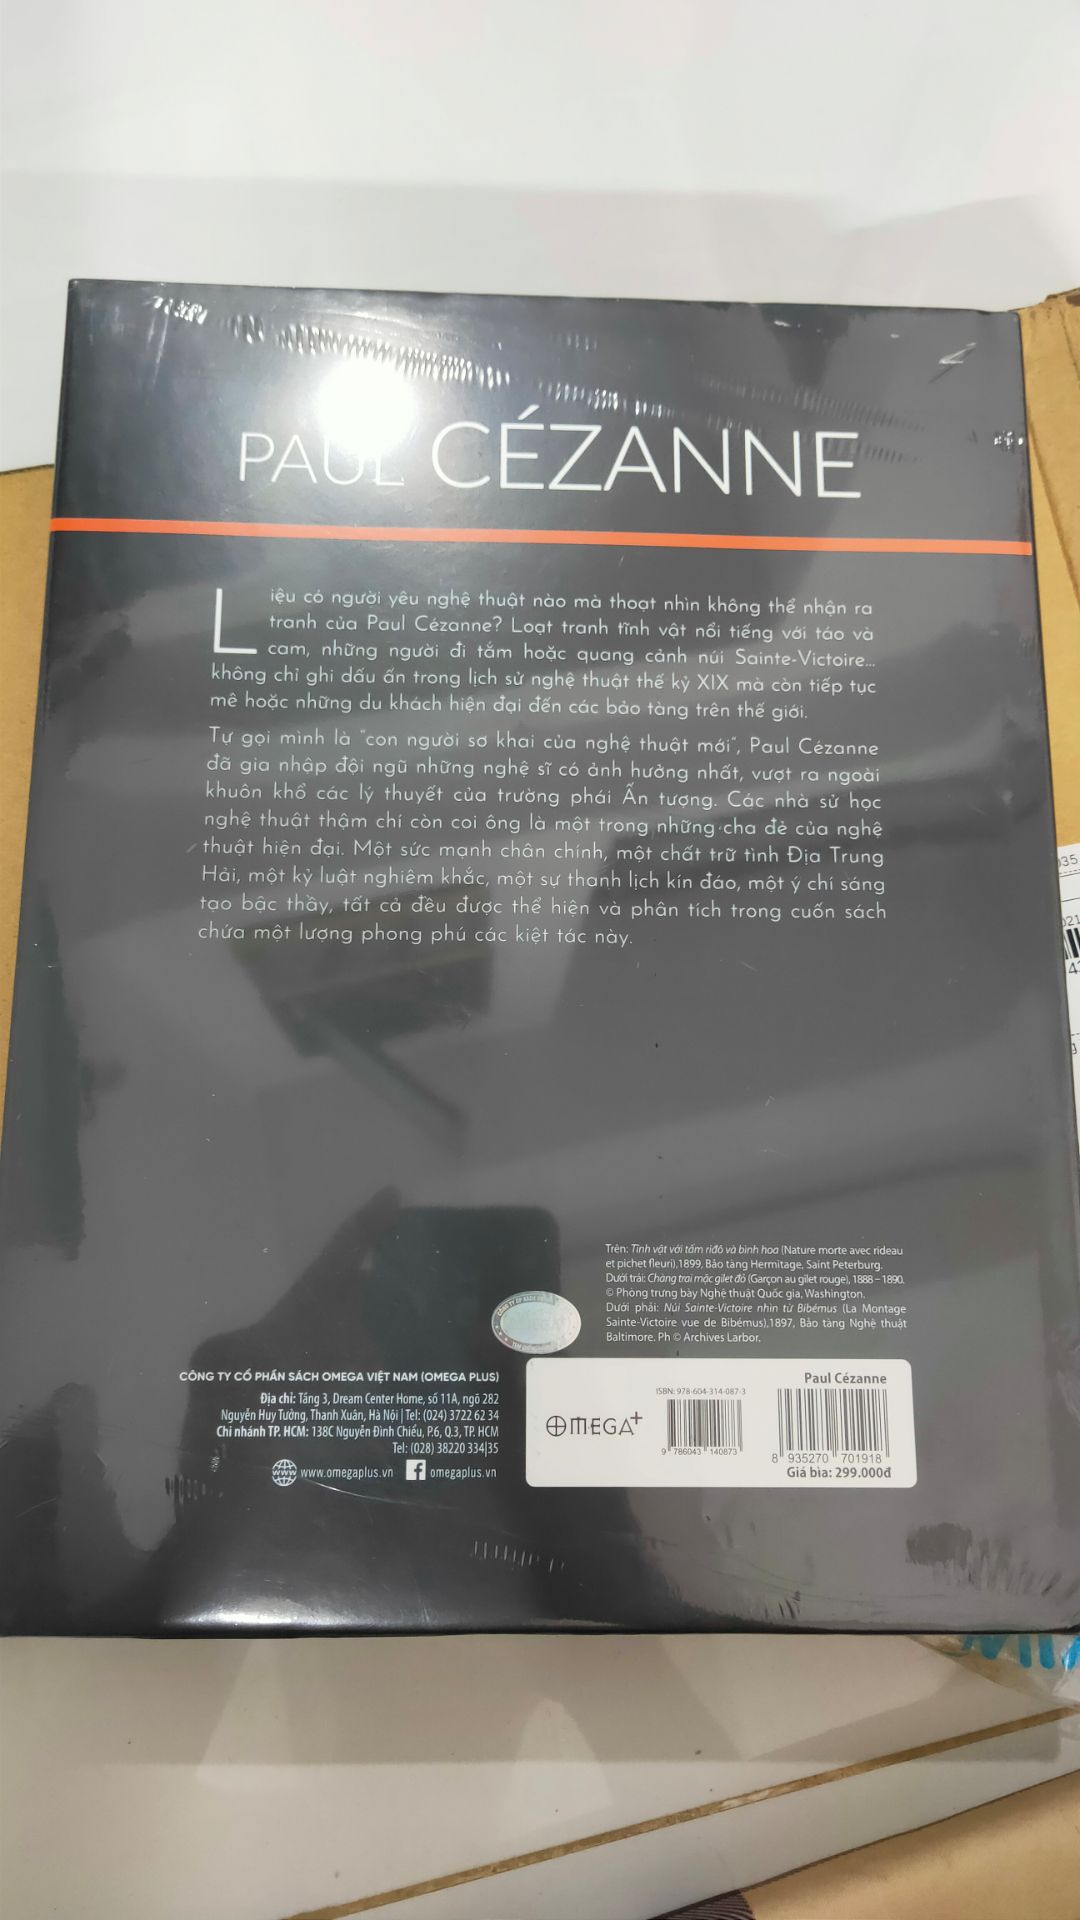 PAUL CÉZANNE
Liệu có người yêu nghệ thuật nào mà thoạt nhìn không thể nhận ra
tranh của Paul Cézanne? Loạt tranh tĩnh vật nổi tiếng với táo và
cam, những người đi tắm hoặc quang cảnh núi Sainte-Victoire...
không chỉ ghi dấu ấn trong lịch sử nghệ thuật thế kỷ XIX mà còn tiếp tục
mê hoặc những du khách hiện đại đến các bảo tàng trên thế giới.
Tự gọi mình là "con người sơ khai của nghệ thuật mới", Paul Cézanne
đã gia nhập đội ngũ những nghệ sĩ có ảnh hưởng nhất, vượt ra ngoài
khuôn khổ các lý thuyết của trường phái Ấn tượng. Các nhà sử học
nghệ thuật thậm chí còn coi ông là một trong những cha đẻ của nghệ
thuật hiện đại. Một sức mạnh chân chính, một chất trữ tình Địa Trung
Hải, một kỷ luật nghiêm khắc, một sự thanh lịch kín đáo, một ý chí sáng
tạo bậc thầy, tất cả đều được thể hiện và phân tích trong cuốn sách
chứa một lượng phong phú các kiệt tác này.
Trên: Tĩnh vật với tấm riđô và bình hoa (Nature morte avec rideau
et pichet fleuri),1899, Bảo tàng Hermitage, Saint Peterburg.
Dưới trái: Chàng trai mặc gilet đỏ (Garçon au gilet rouge), 1888 – 1890.
© Phòng trưng bày Nghệ thuật Quốc gia, Washington.
Dưới phải: Núi Sainte-Victoire nhìn từ Bibémus (La Montage
Sainte-Victoire vue de Bibémus),1897, Bảo tàng Nghệ thuật
Baltimore. Ph © Archives Larbor.
CÔNG TY CỔ PHẦN SÁCH OMEGA VIỆT NAM (OMEGA PLUS)
Địa chỉ: Tầng 3, Dream Center Home, số 11A, ngõ 282
Nguyễn Huy Tưởng, Thanh Xuân, Hà Nội | Tel: (024) 3722 62 34
Chi nhánh TP. HCM: 138C Nguyễn Đình Chiểu, P.6, Q.3, TP. HCM
Tel: (028) 38220 334|35
www www.omegaplus.vn f omegaplus.vn
Paul Cézanne
ISBN: 978-604-314-087-3
OMEGA+
9 786043 140873
8 935270 701918
Giá bìa: 299.000đ